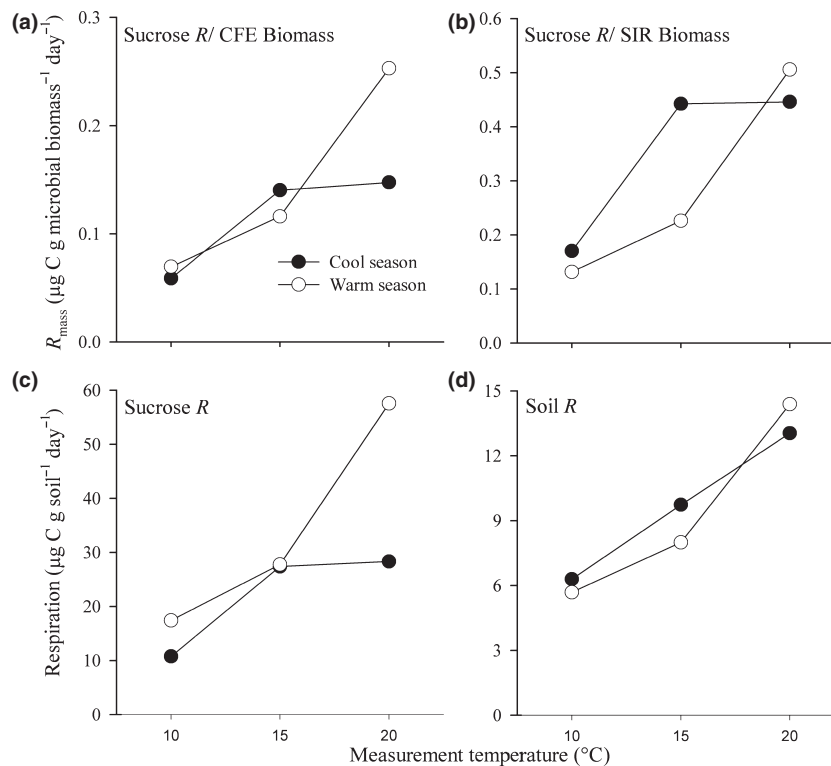 (a)
Sucrose R/ CFE Biomass
0.3
0.2
0.1
0.0
R mass (µg C g microbial biomass⁻¹ day⁻¹)
Cool season
Warm season
(b)
Sucrose R/ SIR Biomass
0.6
0.5
0.4
0.3
0.2
0.1
0.0
(c)
Sucrose R
60
50
40
30
20
10
0
Respiration (µg C g soil⁻¹ day⁻¹)
10 15 20
(d)
Soil R
15
12
9
6
3
0
10 15 20
Measurement temperature (°C)